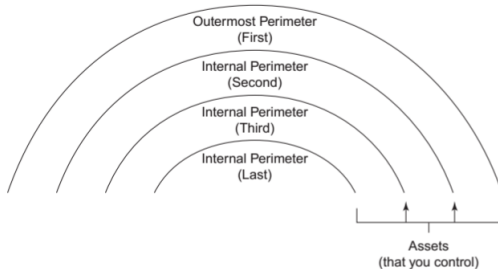 Outermost Perimeter
(First)
Internal Perimeter
(Second)
Internal Perimeter
(Third)
Internal Perimeter
(Last)
Assets
(that you control)